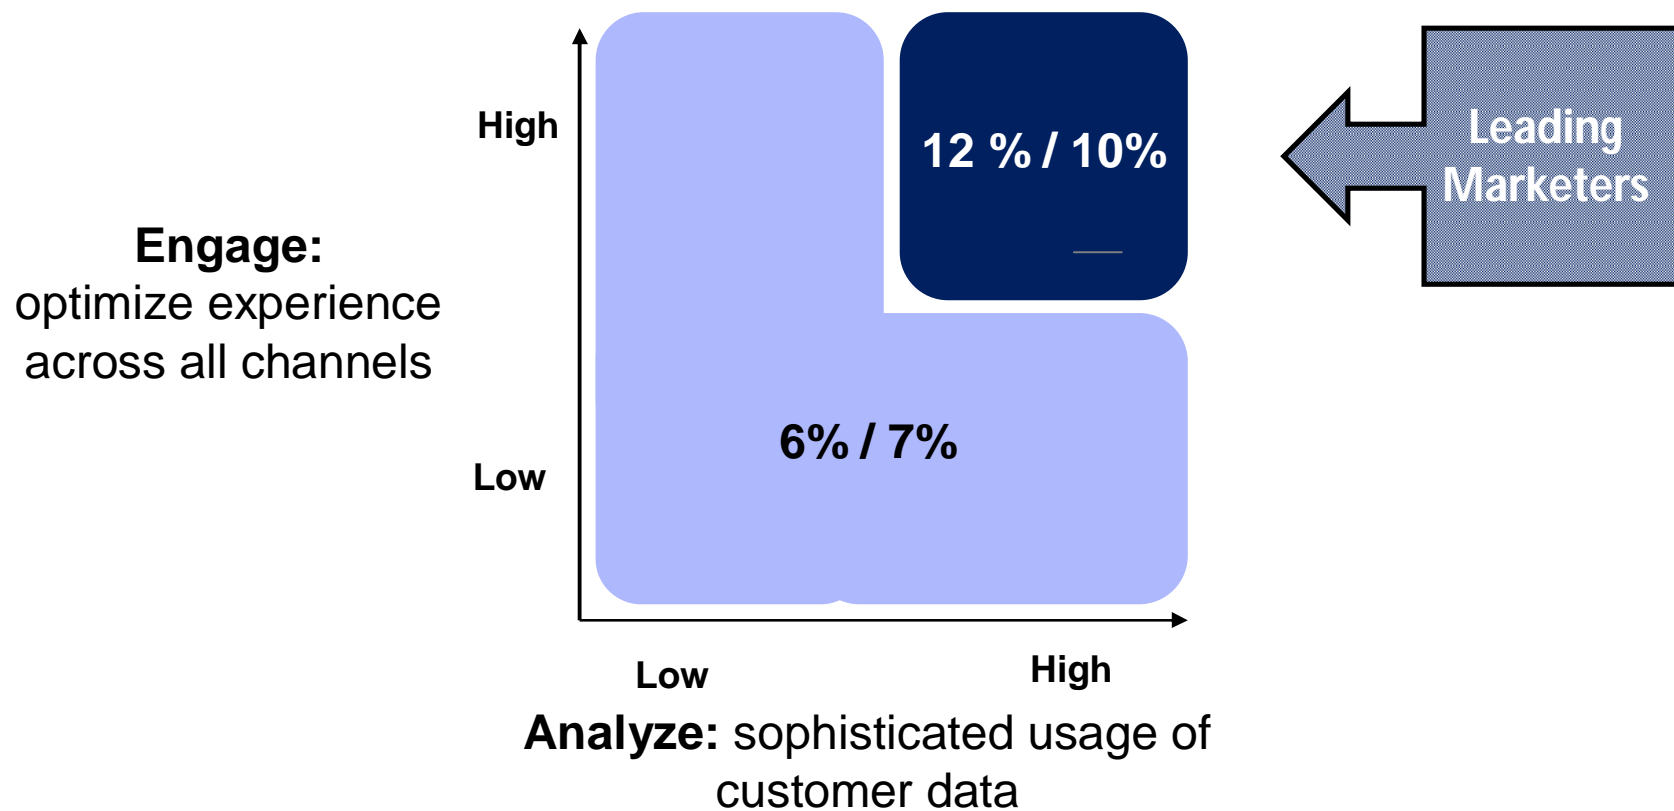 High
12 % / 10%
Leading
Marketers
Engage:
optimize experience
across all channels
6% / 7%
Low
Low
High
Analyze: sophisticated usage of
customer data